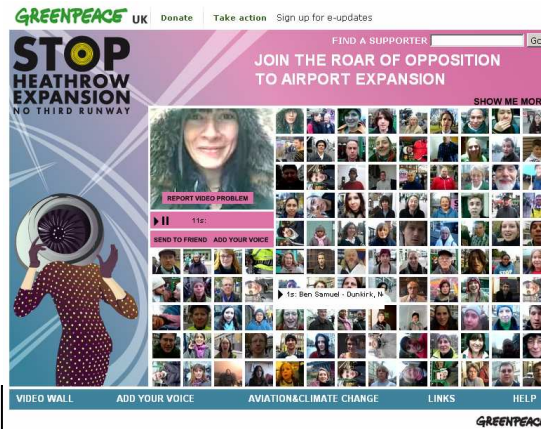 GREENPEACE UK Donate Take action Sign up for e-updates
FIND A SUPPORTER Go
STOP
HEATHROW
EXPANSION
NO THIRD RUNWAY
JOIN THE ROAR OF OPPOSITION
TO AIRPORT EXPANSION
SHOW ME MOR
REPORT VIDEO PROBLEM
11s:
SEND TO FRIEND ADD YOUR VOICE
1s: Ben Samuel - Dunkirk, N
VIDEO WALL ADD YOUR VOICE AVIATION&CLIMATE CHANGE LINKS HELP
GREENPEAC